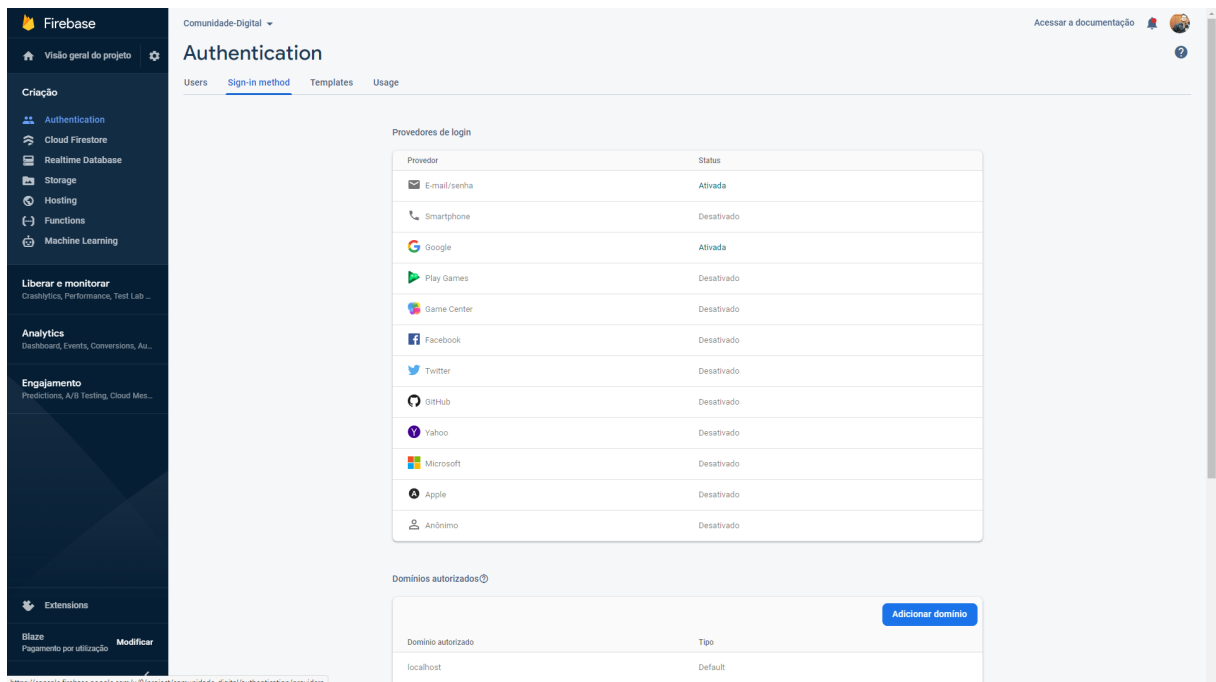 Firebase
Visão geral do projeto
Criação
Authentication
Cloud Firestore
Realtime Database
Storage
Hosting
Functions
Machine Learning
Liberar e monitorar
Crashlytics, Performance, Test Lab ...
Analytics
Dashboard, Events, Conversions, Au...
Engajamento
Predictions, A/B Testing, Cloud Mes...
Extensions
Blaze
Pagamento por utilização
Modificar
Comunidade-Digital
Acessar a documentação
Authentication
Users Sign-in method Templates Usage
Provedores de login
Provedor Status
E-mail/senha Ativada
Smartphone Desativado
Google Ativada
Play Games Desativado
Game Center Desativado
Facebook Desativado
Twitter Desativado
GitHub Desativado
Yahoo Desativado
Microsoft Desativado
Apple Desativado
Anônimo Desativado
Domínios autorizados
Adicionar domínio
Domínio autorizado Tipo
localhost Default